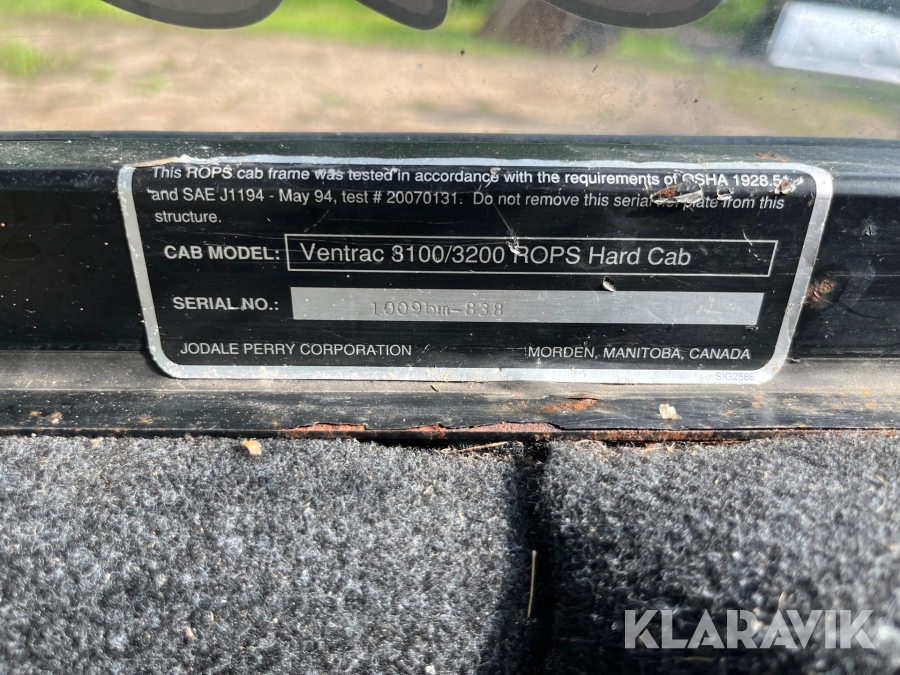 This ROPS cab frame was tested in accordance with the requirements of OSHA 1928.5
and SAE J1194 - May 94, test # 20070131. Do not remove this serial or plate from this
structure.
CAB MODEL: Ventrac 3100/3200 ROPS Hard Cab
SERIAL NO.: 1009bm-838
JODALE PERRY CORPORATION MORDEN, MANITOBA, CANADA
SIG2586
KLARAVIK